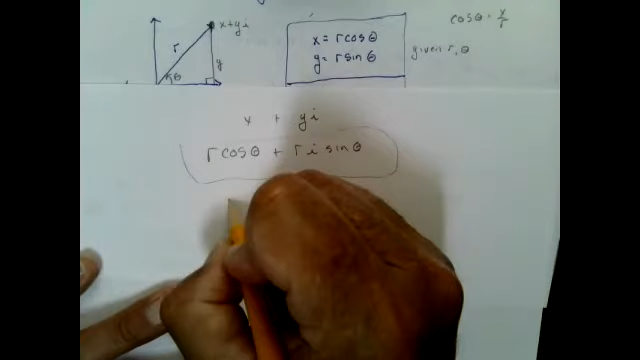 x+yi
r
θ
y
x = r cos θ
y = r sin θ
cos θ = x/r
given r, θ
x + yi
r cos θ + r i sin θ